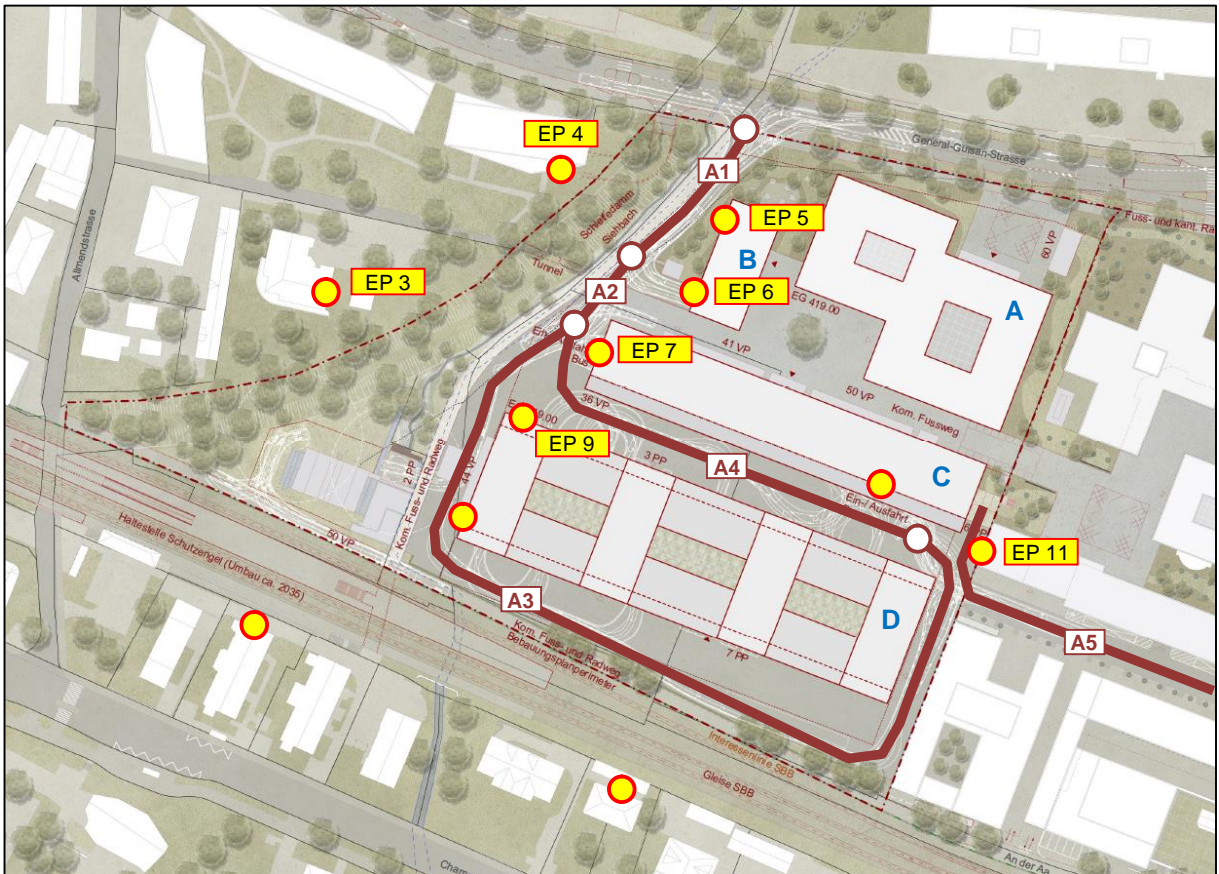 EP 4
General-Guisan-Strasse
A1
Allmendstrasse
Schleifedamm
Siehbach
EP 5
Fuss- und kant. Ra
60 VP
B
Tunnel
EP 3
A2
EP 6
EG 419.00
A
EP 7
41 VP
50 VP
Kom. Fussweg
36 VP
EP 9
3 PP
A4
C
Ein-/ Ausfahrt
2 PP
44 VP
Kom. Fuss- und Radweg
50 VP
EP 11
Haltestelle Schutzengel (Umbau ca. 2035)
A3
D
Kom. Fuss- und Radweg
Bebauungsplanperimeter
7 PP
A5
Interessenlinie SBB
Gleise SBB
An der Aa
Cham